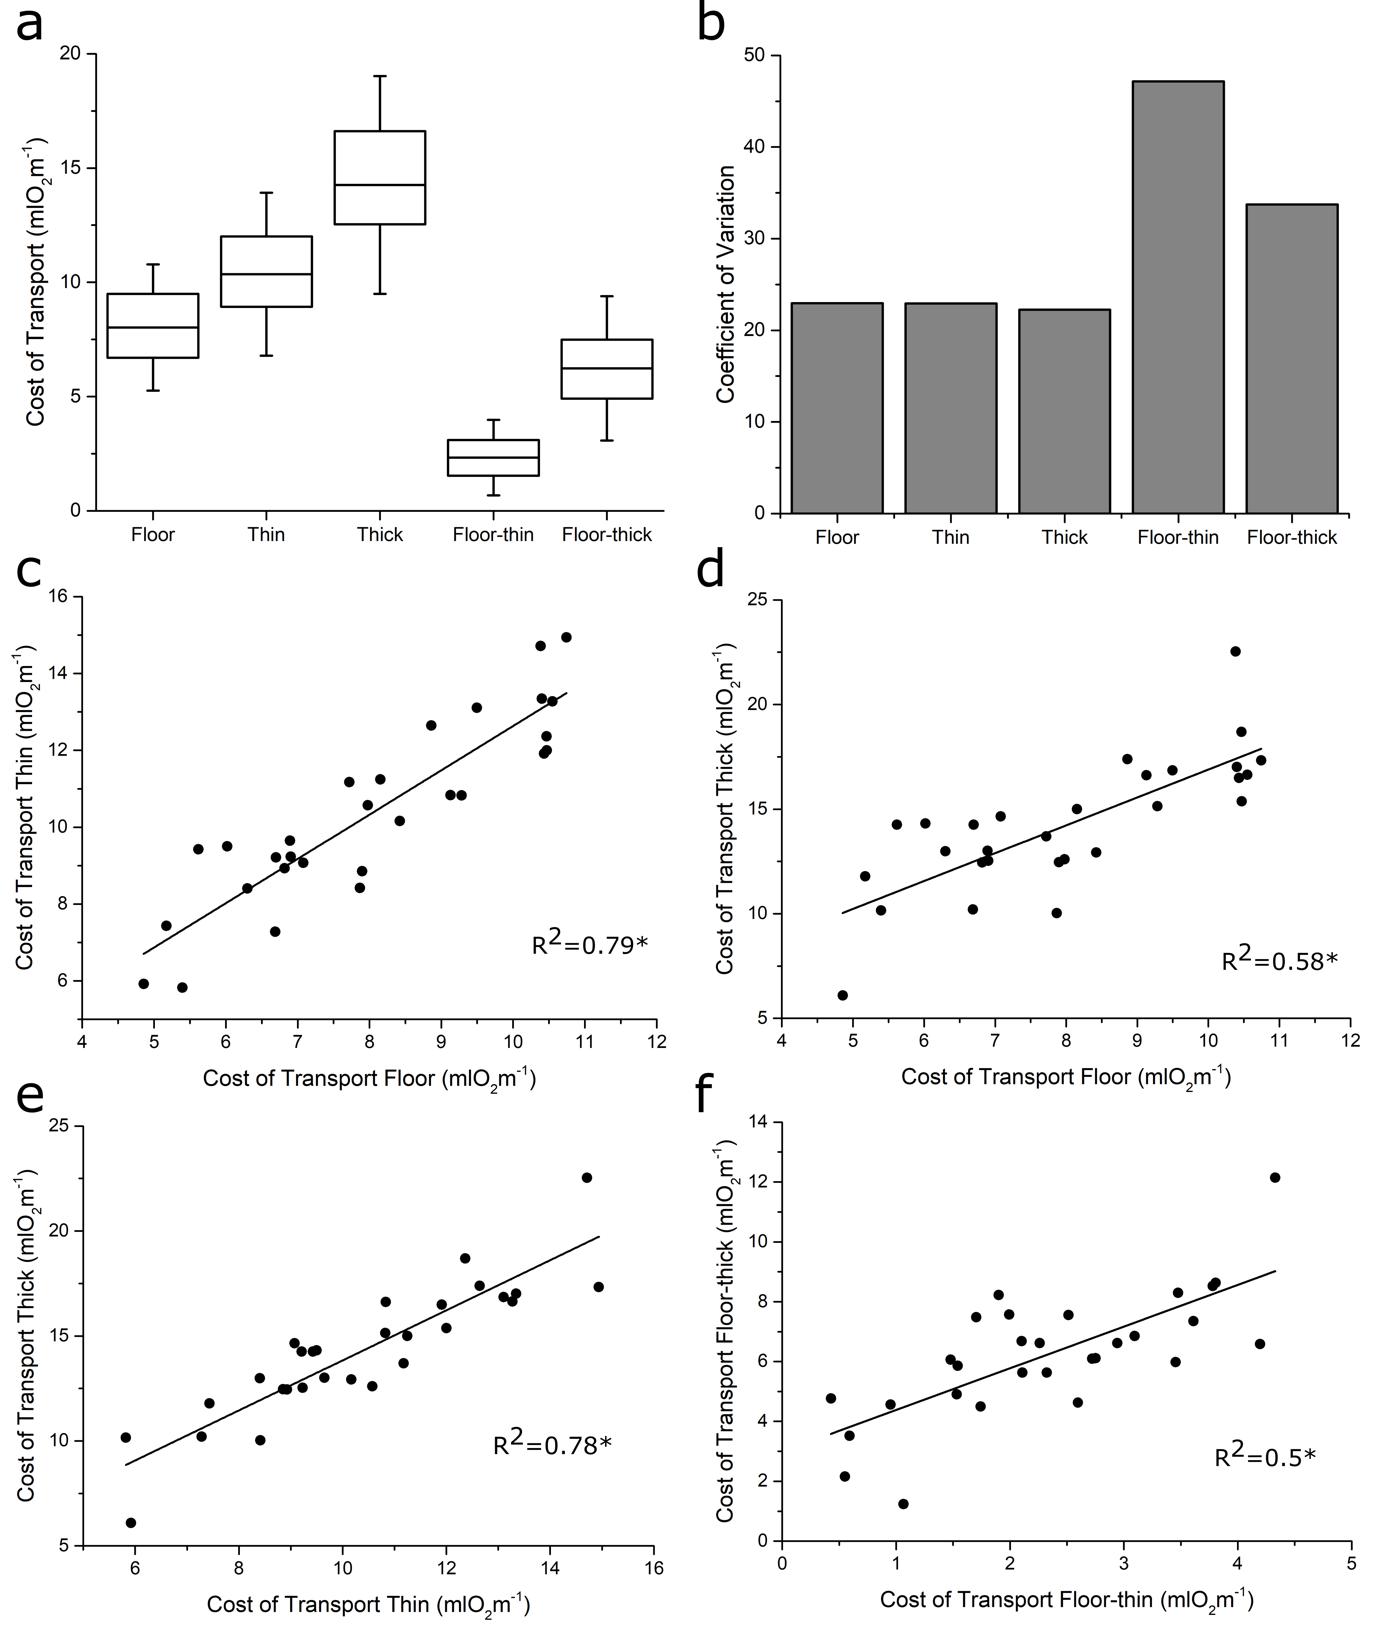 a
Cost of Transport (mlO₂m⁻¹)
20
15
10
5
0
Floor Thin Thick Floor-thin Floor-thick
b
Coefficient of Variation
50
40
30
20
10
0
Floor Thin Thick Floor-thin Floor-thick
c
Cost of Transport Thin (mlO₂m⁻¹)
16
14
12
10
8
6
R²=0.79*
4 5 6 7 8 9 10 11 12
Cost of Transport Floor (mlO₂m⁻¹)
d
Cost of Transport Thick (mlO₂m⁻¹)
25
20
15
10
5
R²=0.58*
4 5 6 7 8 9 10 11 12
Cost of Transport Floor (mlO₂m⁻¹)
e
Cost of Transport Thick (mlO₂m⁻¹)
25
20
15
10
5
R²=0.78*
6 8 10 12 14 16
Cost of Transport Thin (mlO₂m⁻¹)
f
Cost of Transport Floor-thick (mlO₂m⁻¹)
14
12
10
8
6
4
2
0
R²=0.5*
0 1 2 3 4 5
Cost of Transport Floor-thin (mlO₂m⁻¹)